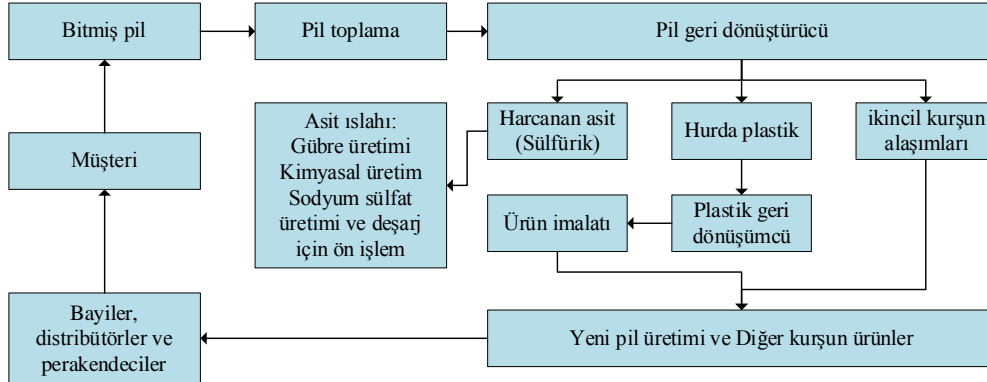 Bitmiş pil
Pil toplama
Pil geri dönüştürücü
Asit ıslahı:
Gübre üretimi
Kimyasal üretim
Sodyum sülfat
üretimi ve deşarj
için ön işlem
Harcanan asit
(Sülfürik)
Hurda plastik
ikincil kurşun
alaşımları
Müşteri
Ürün imalatı
Plastik geri
dönüşümcü
Bayiler,
distribütörler ve
perakendeciler
Yeni pil üretimi ve Diğer kurşun ürünler